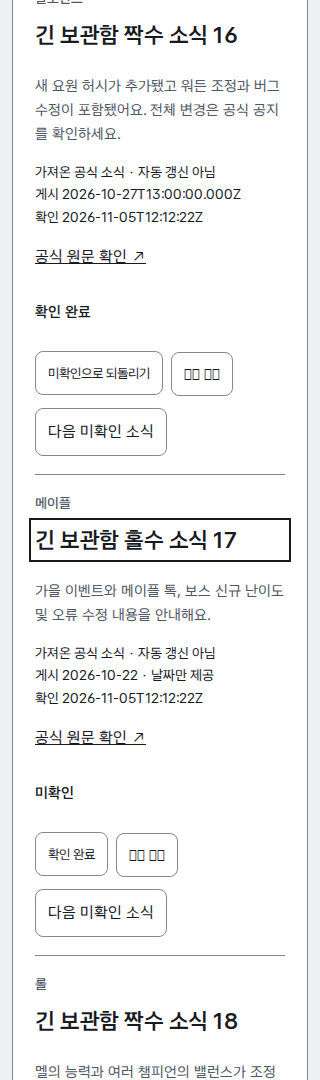 긴 보관함 짝수 소식 16
새 요원 허시가 추가됐고 워든 조정과 버그
수정이 포함됐어요. 전체 변경은 공식 공지
를 확인하세요.
가져온 공식 소식 · 자동 갱신 아님
게시 2026-10-27T13:00:00.000Z
확인 2026-11-05T12:12:22Z
공식 원문 확인 ↗
확인 완료
미확인으로 되돌리기
다음 미확인 소식
메이플
긴 보관함 홀수 소식 17
가을 이벤트와 메이플 톡, 보스 신규 난이도
및 오류 수정 내용을 안내해요.
가져온 공식 소식 · 자동 갱신 아님
게시 2026-10-22 · 날짜만 제공
확인 2026-11-05T12:12:22Z
공식 원문 확인 ↗
미확인
확인 완료
다음 미확인 소식
롤
긴 보관함 짝수 소식 18
멜의 능력과 여러 챔피언의 밸런스가 조정